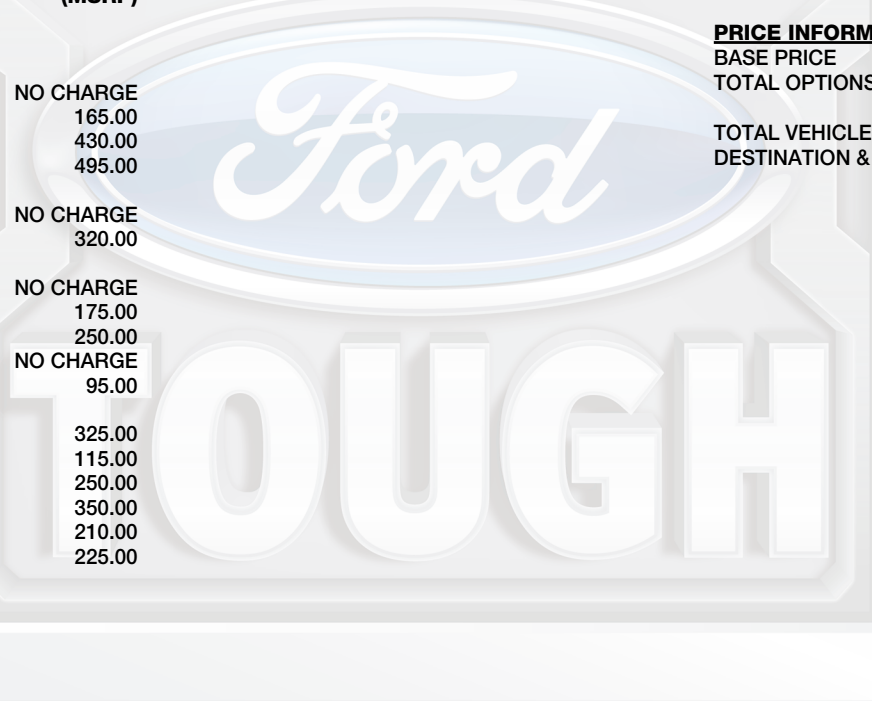 (MSRP)
NO CHARGE
165.00
430.00
495.00
NO CHARGE
320.00
NO CHARGE
175.00
250.00
NO CHARGE
95.00
325.00
115.00
250.00
350.00
210.00
225.00
PRICE INFORM
BASE PRICE
TOTAL OPTIONS
TOTAL VEHICLE
DESTINATION &
Ford
TOUGH